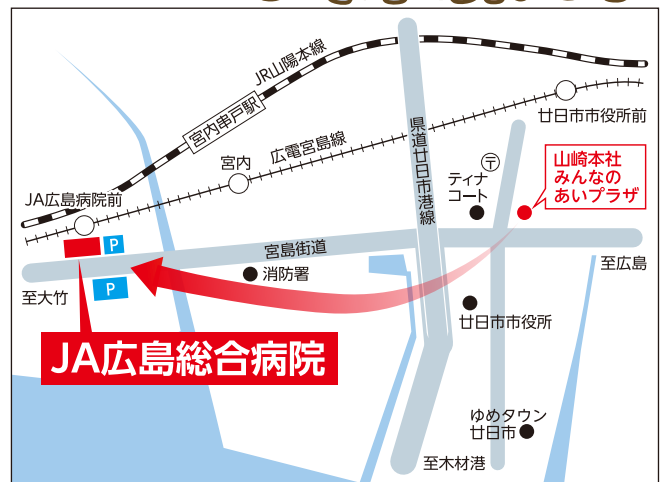 JR山陽本線
宮内串戸駅
広電宮島線
県道廿日市港線
廿日市市役所前
宮内
JA広島病院前
〒
ティナ
コート
山崎本社
みんなの
あいプラザ
P
宮島街道
至広島
消防署
P
至大竹
廿日市市役所
JA広島総合病院
ゆめタウン
廿日市
至木材港